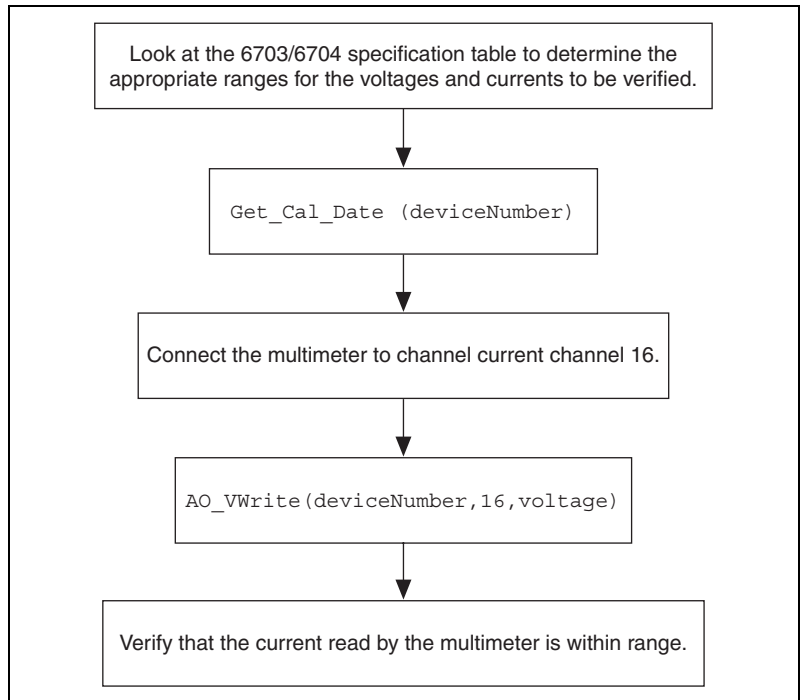 Look at the 6703/6704 specification table to determine the
appropriate ranges for the voltages and currents to be verified.
Get_Cal_Date (deviceNumber)
Connect the multimeter to channel current channel 16.
AO_VWrite(deviceNumber,16,voltage)
Verify that the current read by the multimeter is within range.